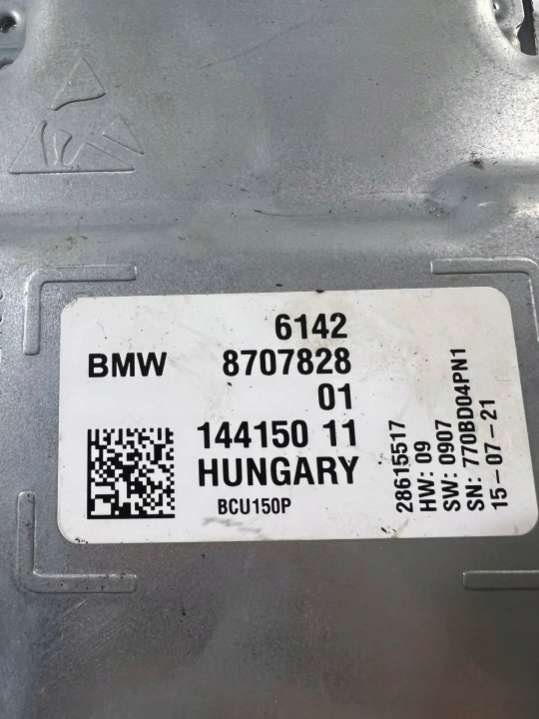 6142
BMW 8707828
01
144150 11
HUNGARY
BCU150P
28615517
HW: 09
SW: 0907
SN: 770BD04PN1
15-07-21